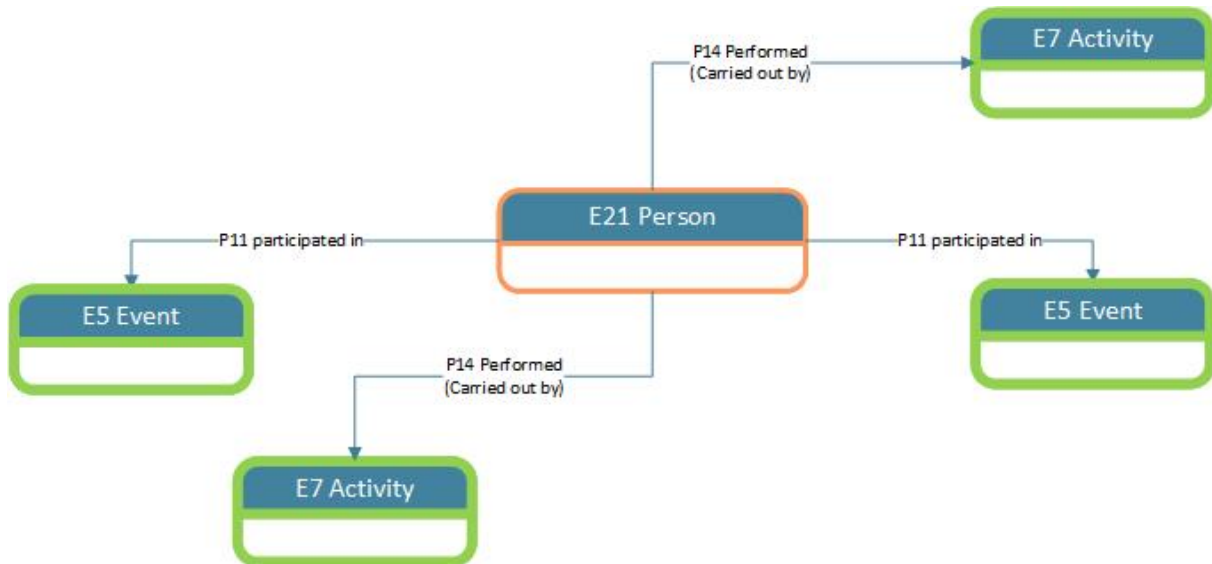 E7 Activity
P14 Performed
(Carried out by)
E21 Person
P11 participated in
P11 participated in
E5 Event
E5 Event
P14 Performed
(Carried out by)
E7 Activity